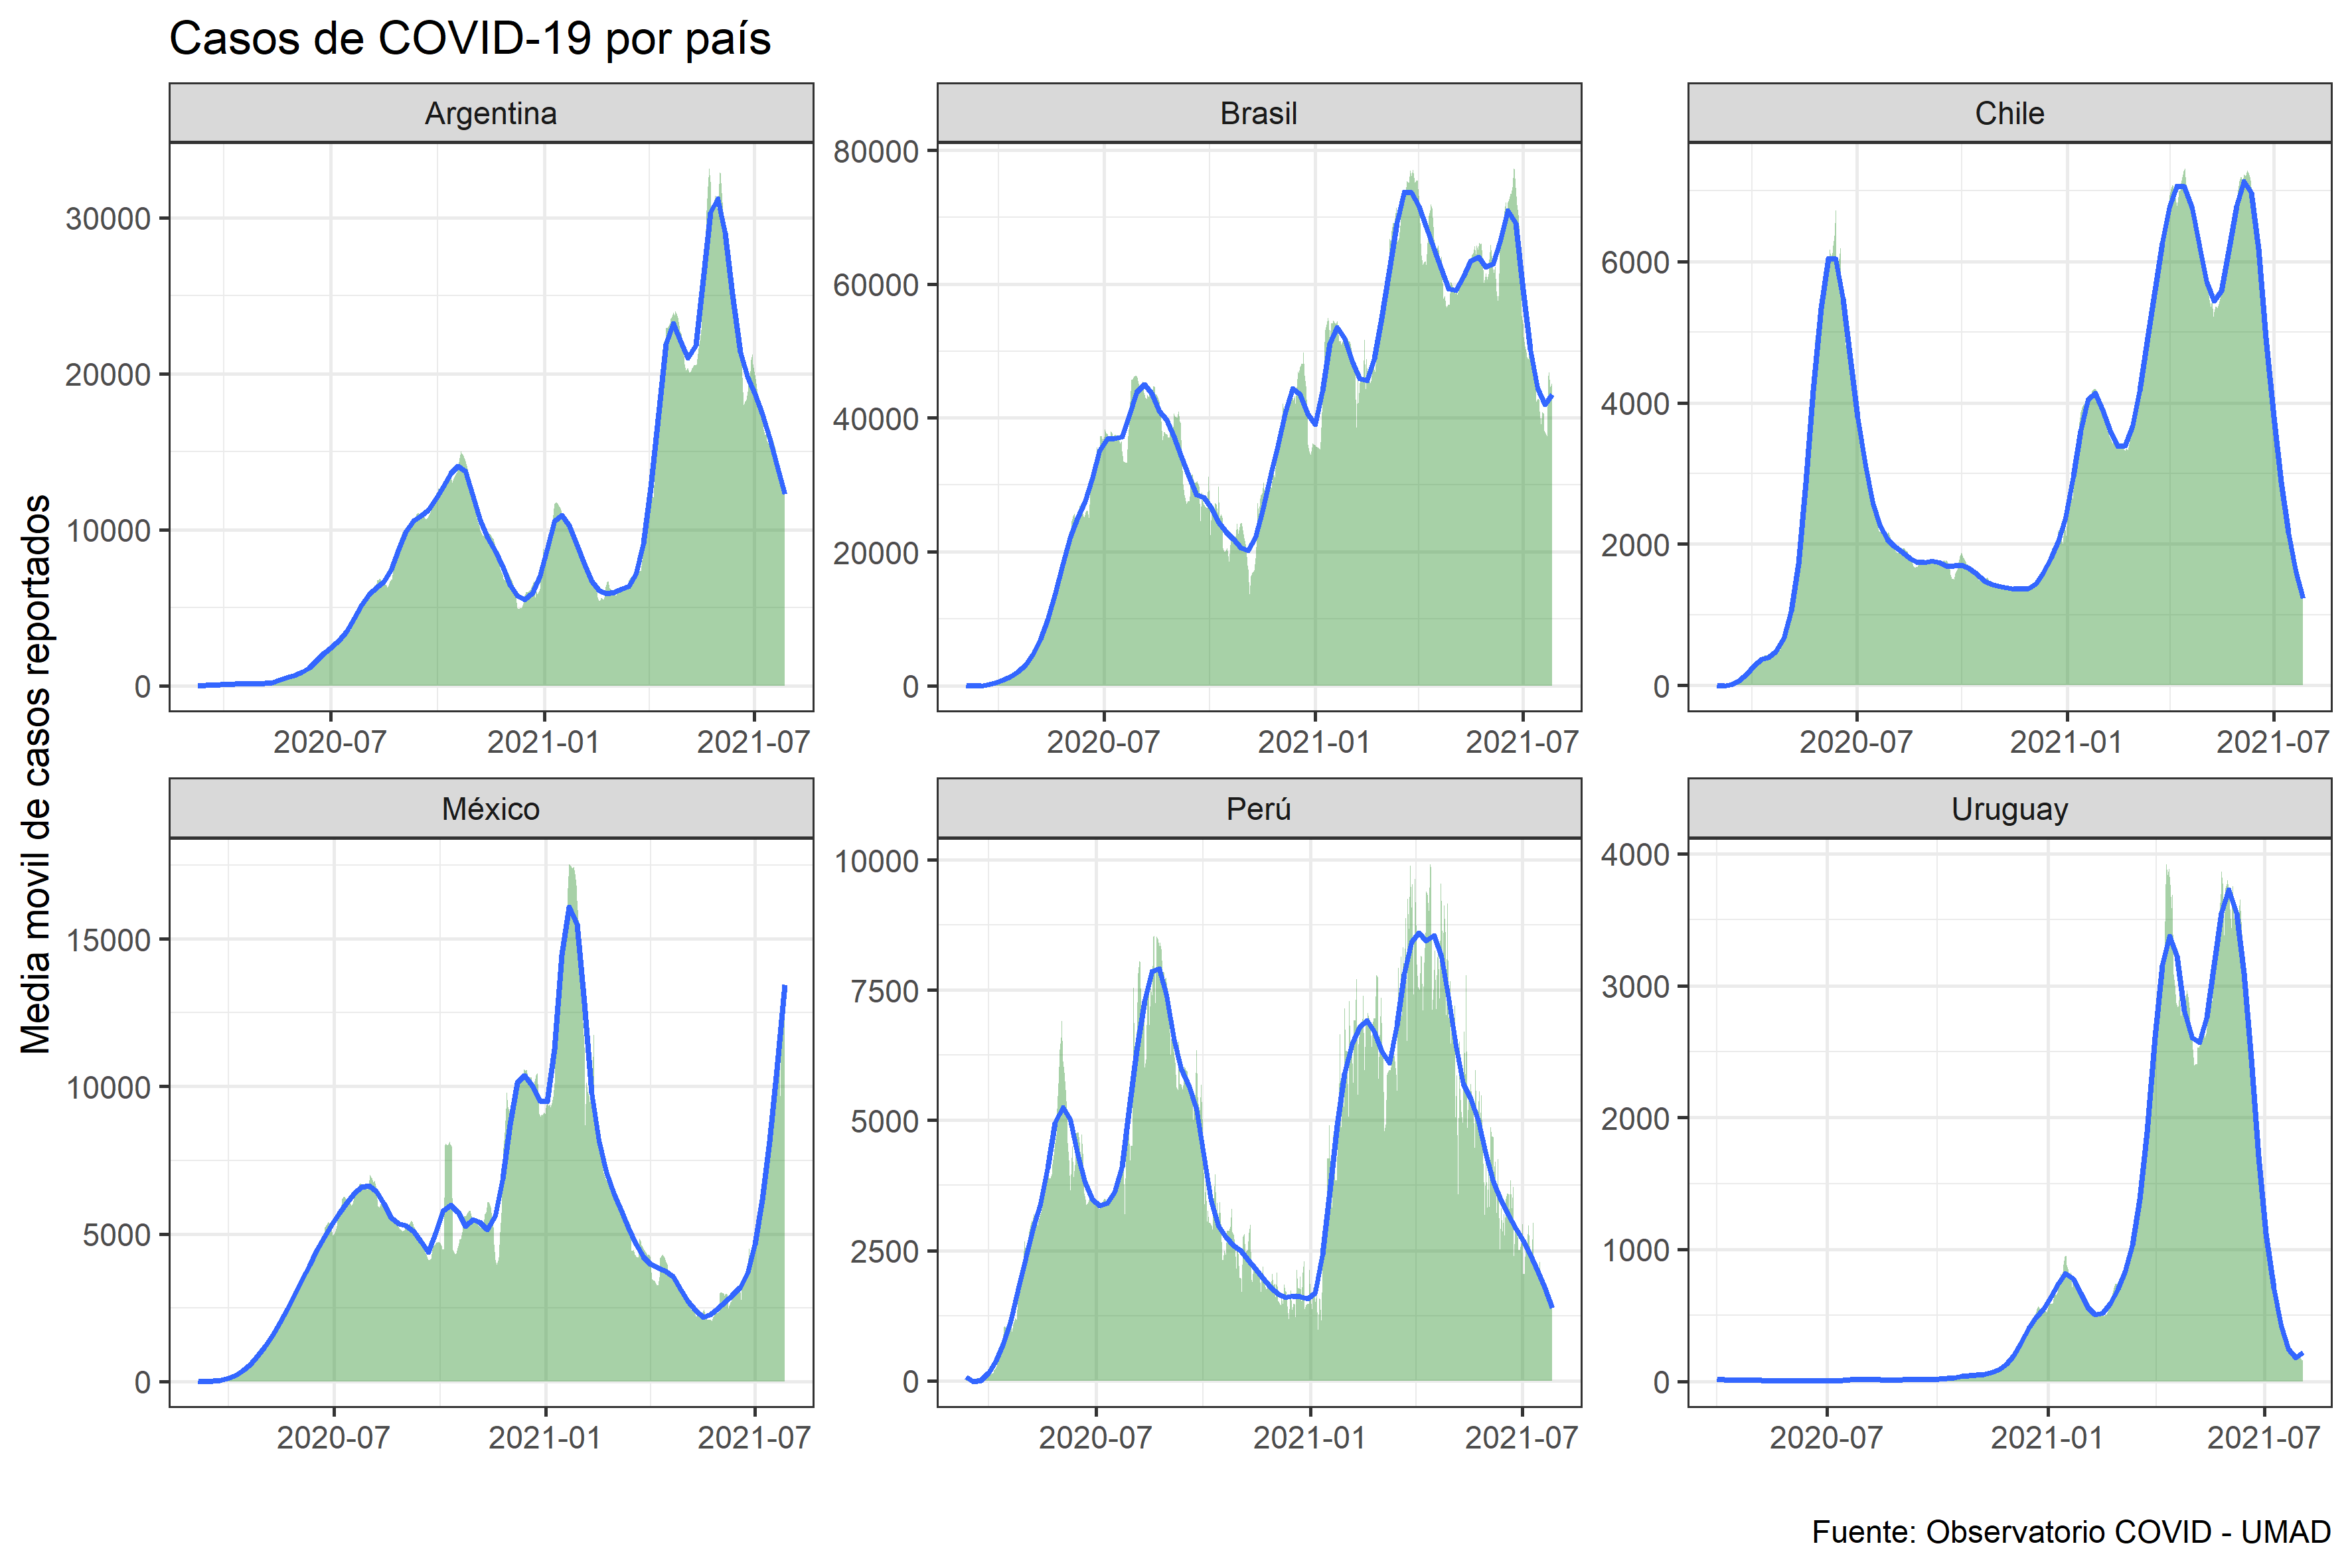 Casos de COVID-19 por país
Media movil de casos reportados
Argentina
30000
20000
10000
0
2020-07 2021-01 2021-07
Brasil
80000
60000
40000
20000
0
2020-07 2021-01 2021-07
Chile
6000
4000
2000
0
2020-07 2021-01 2021-07
México
15000
10000
5000
0
2020-07 2021-01 2021-07
Perú
10000
7500
5000
2500
0
2020-07 2021-01 2021-07
Uruguay
4000
3000
2000
1000
0
2020-07 2021-01 2021-07
Fuente: Observatorio COVID - UMAD